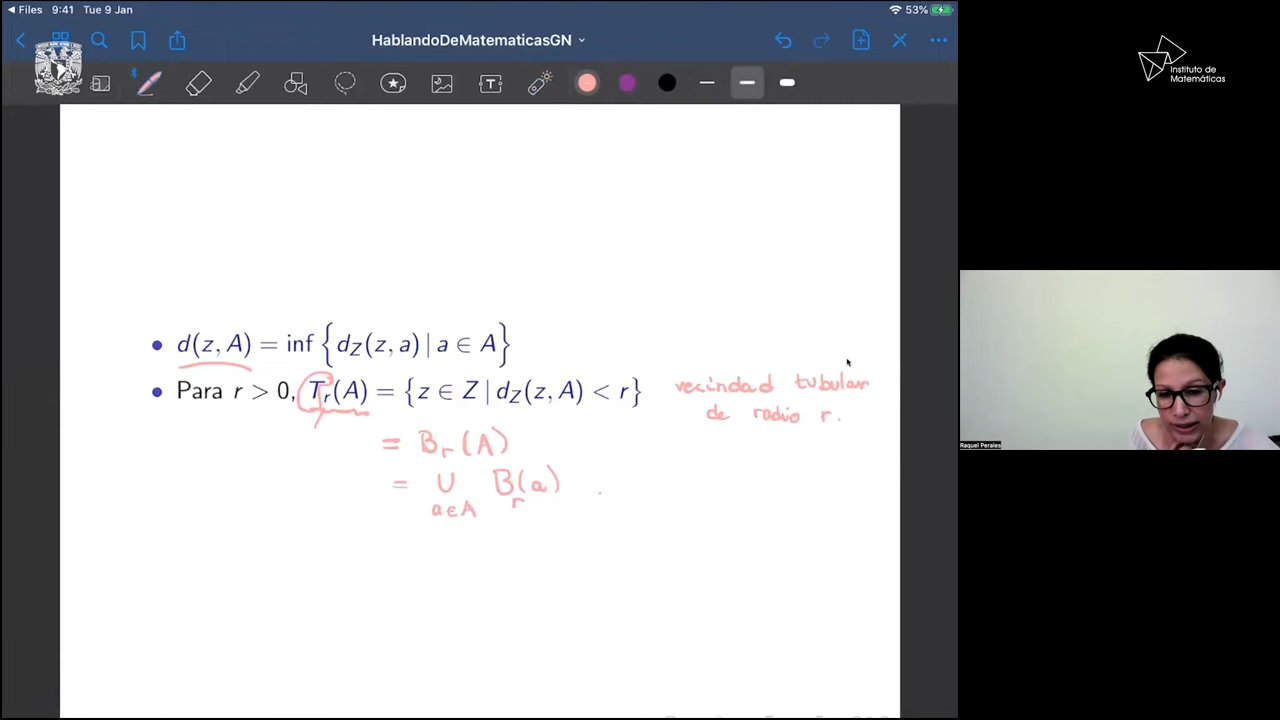 Files 9:41 Tue 9 Jan 53%
HablandoDeMatematicasGN
Instituto de
Matemáticas
• d(z, A) = inf {d_Z(z, a) | a ∈ A}
• Para r > 0, T_r(A) = {z ∈ Z | d_Z(z, A) < r} vecindad tubular
de radio r.
= B_r(A)
= ∪ B_r(a) .
a∈A
Raquel Perales